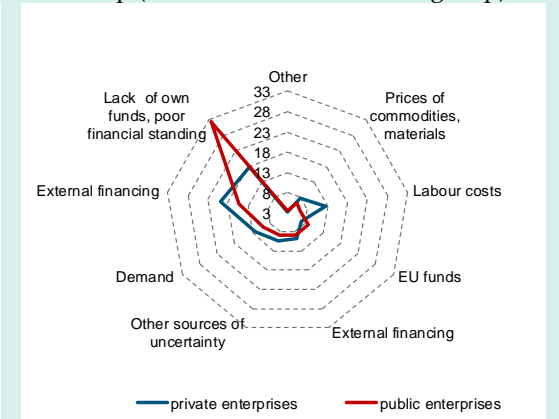 Other
33
28
23
18
13
8
3
Prices of
commodities,
materials
Labour costs
EU funds
External financing
Other sources of
uncertainty
Demand
External financing
Lack of own
funds, poor
financial standing
private enterprises
public enterprises